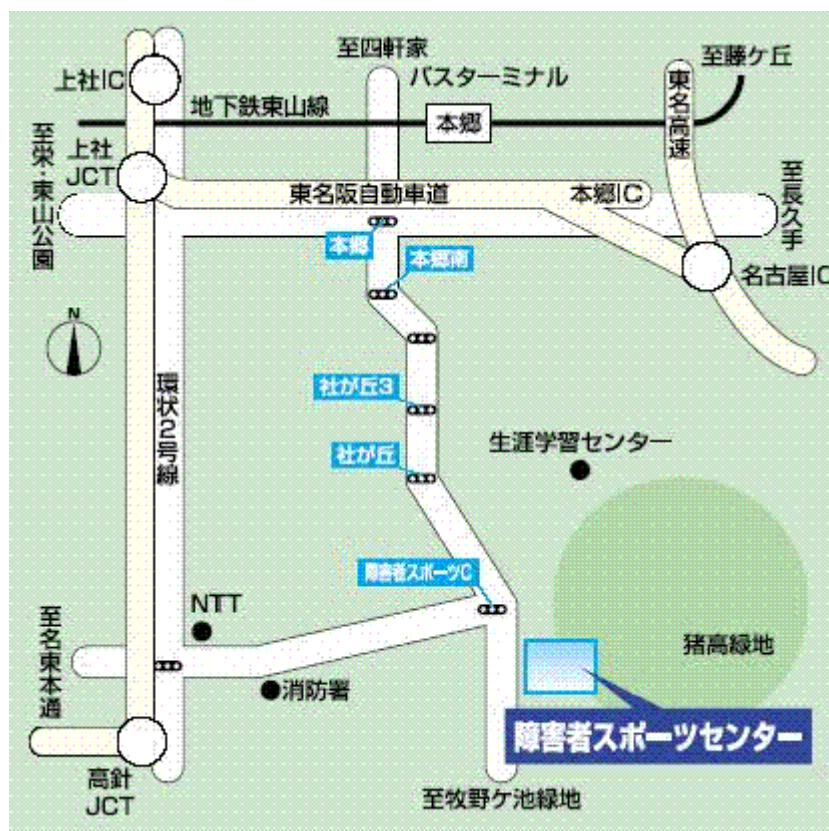 至四軒家
バスターミナル
至藤ケ丘
上社IC
地下鉄東山線
本郷
東名高速
至栄・東山公園
上社
JCT
東名阪自動車道
本郷IC
至長久手
本郷
本郷南
名古屋IC
N
環状2号線
社が丘3
生涯学習センター
社が丘
障害者スポーツC
NTT
至名東本通
猪高緑地
消防署
障害者スポーツセンター
高針
JCT
至牧野ケ池緑地